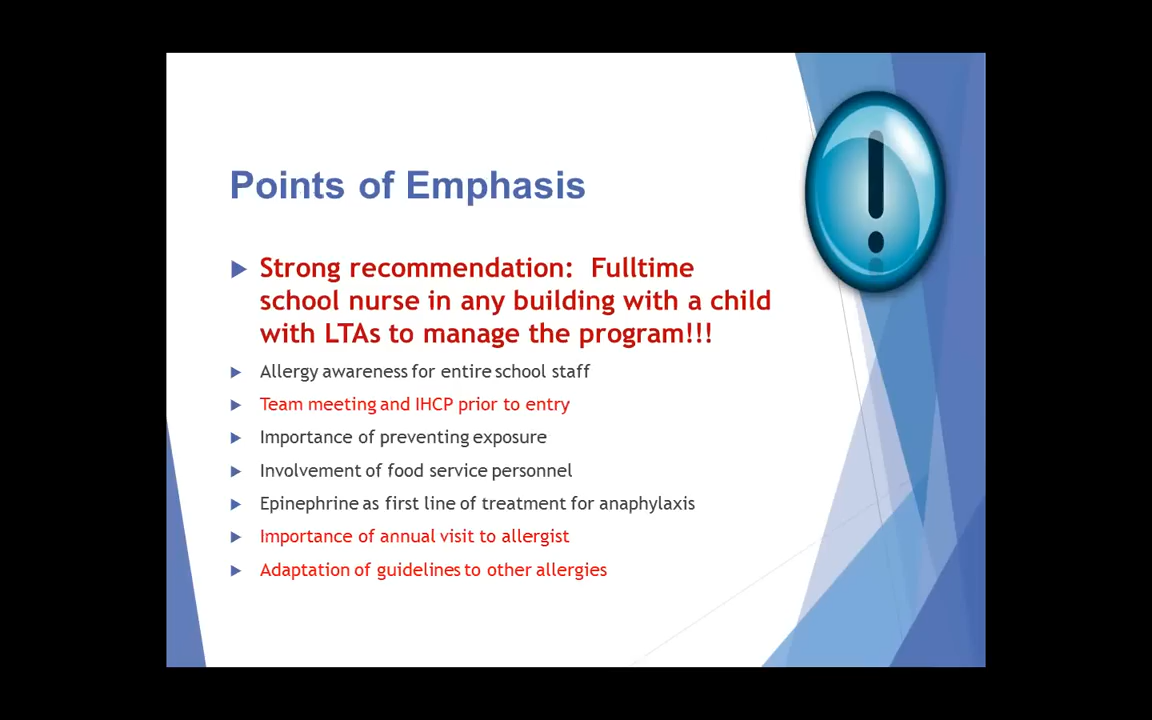 Points of Emphasis
Strong recommendation: Fulltime
school nurse in any building with a child
with LTAs to manage the program!!!
Allergy awareness for entire school staff
Team meeting and IHCP prior to entry
Importance of preventing exposure
Involvement of food service personnel
Epinephrine as first line of treatment for anaphylaxis
Importance of annual visit to allergist
Adaptation of guidelines to other allergies